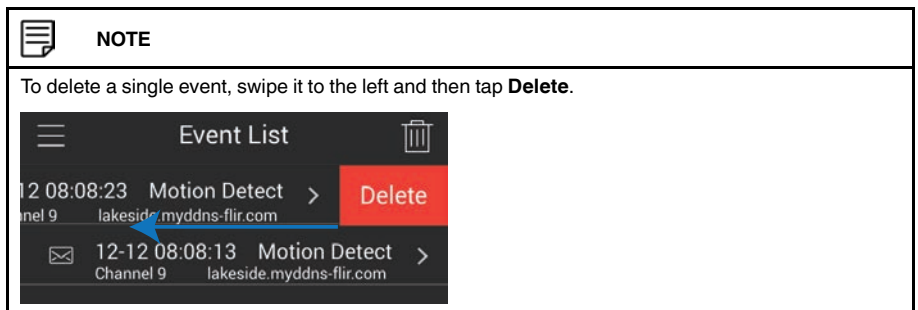 NOTE
To delete a single event, swipe it to the left and then tap Delete.
Event List
12 08:08:23 Motion Detect > Delete
nnel 9 lakeside.myddns-flir.com
12-12 08:08:13 Motion Detect >
Channel 9 lakeside.myddns-flir.com